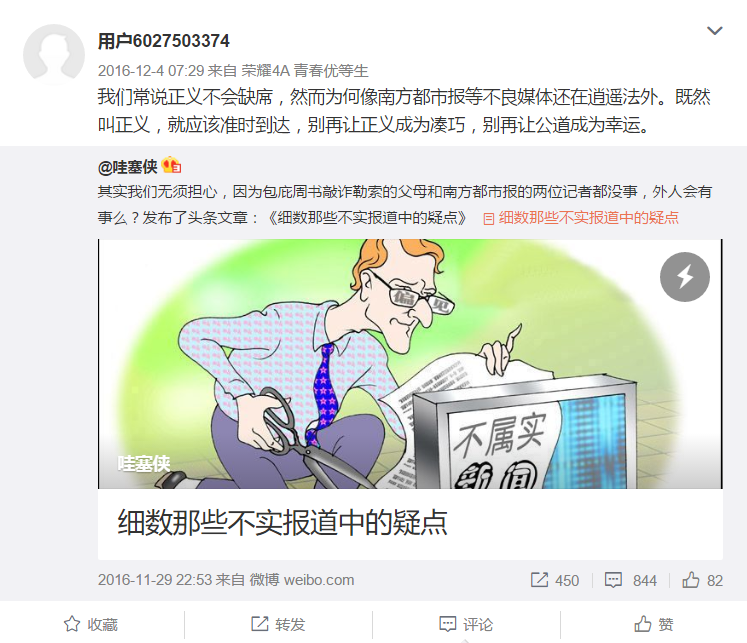 用户6027503374
2016-12-4 07:29 来自 荣耀4A 青春优等生
我们常说正义不会缺席，然而为何像南方都市报等不良媒体还在逍遥法外。既然
叫正义，就应该准时到达，别再让正义成为凑巧，别再让公道成为幸运。
@哇塞侠
其实我们无须担心，因为包庇周书敲诈勒索的父母和南方都市报的两位记者都没事，外人会有
事么？发布了头条文章：《细数那些不实报道中的疑点》 细数那些不实报道中的疑点
偏见
不属实
新闻
哇塞侠
细数那些不实报道中的疑点
2016-11-29 22:53 来自 微博 weibo.com
450 844 82
收藏 转发 评论 赞